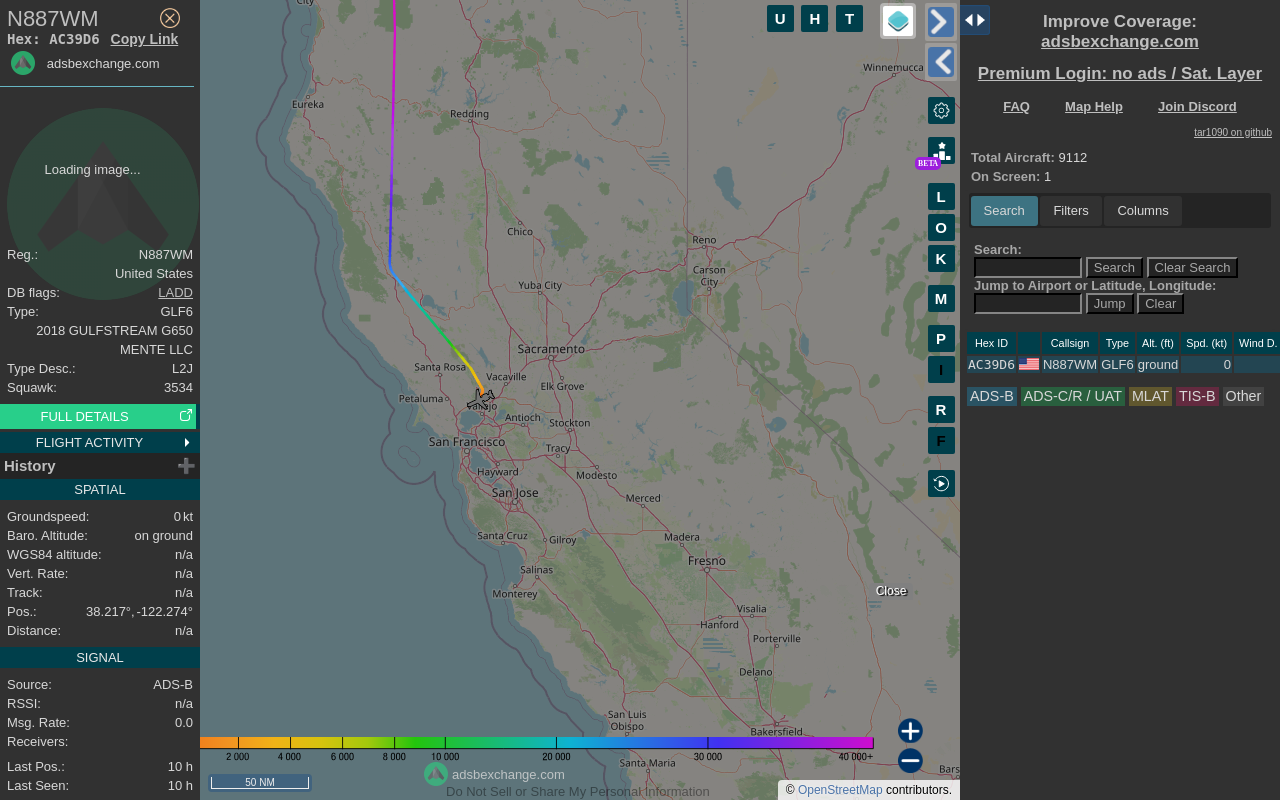 N887WM
Hex: AC39D6 Copy Link
adsbexchange.com
Loading image...
Reg.: N887WM
United States
DB flags: LADD
Type: GLF6
2018 GULFSTREAM G650
MENTE LLC
Type Desc.: L2J
Squawk: 3534
FULL DETAILS
FLIGHT ACTIVITY
History
SPATIAL
Groundspeed: 0 kt
Baro. Altitude: on ground
WGS84 altitude: n/a
Vert. Rate: n/a
Track: n/a
Pos.: 38.217°, -122.274°
Distance: n/a
SIGNAL
Source: ADS-B
RSSI: n/a
Msg. Rate: 0.0
Receivers:
Last Pos.: 10 h
Last Seen: 10 h
City
Eureka
Redding
Winnemucca
Chico
Reno
Carson
City
Yuba City
Sacramento
Santa Rosa
Vacaville
Elk Grove
Petaluma
Vallejo
Antioch
Stockton
San Francisco
Tracy
Hayward
Modesto
San Jose
Merced
Santa Cruz
Gilroy
Madera
Fresno
Salinas
Monterey
Visalia
Hanford
Porterville
Delano
San Luis
Obispo
Bakersfield
Santa Maria
Bars
U H T
BETA
L
O
K
M
P
I
R
F
Close
2 000 4 000 6 000 8 000 10 000 20 000 30 000 40 000+
50 NM
adsbexchange.com
Do Not Sell or Share My Personal Information
© OpenStreetMap contributors.
Improve Coverage:
adsbexchange.com
Premium Login: no ads / Sat. Layer
FAQ Map Help Join Discord
tar1090 on github
Total Aircraft: 9112
On Screen: 1
Search Filters Columns
Search:
Search Clear Search
Jump to Airport or Latitude, Longitude:
Jump Clear
Hex ID Callsign Type Alt. (ft) Spd. (kt) Wind D.
AC39D6 N887WM GLF6 ground 0
ADS-B ADS-C/R / UAT MLAT TIS-B Other